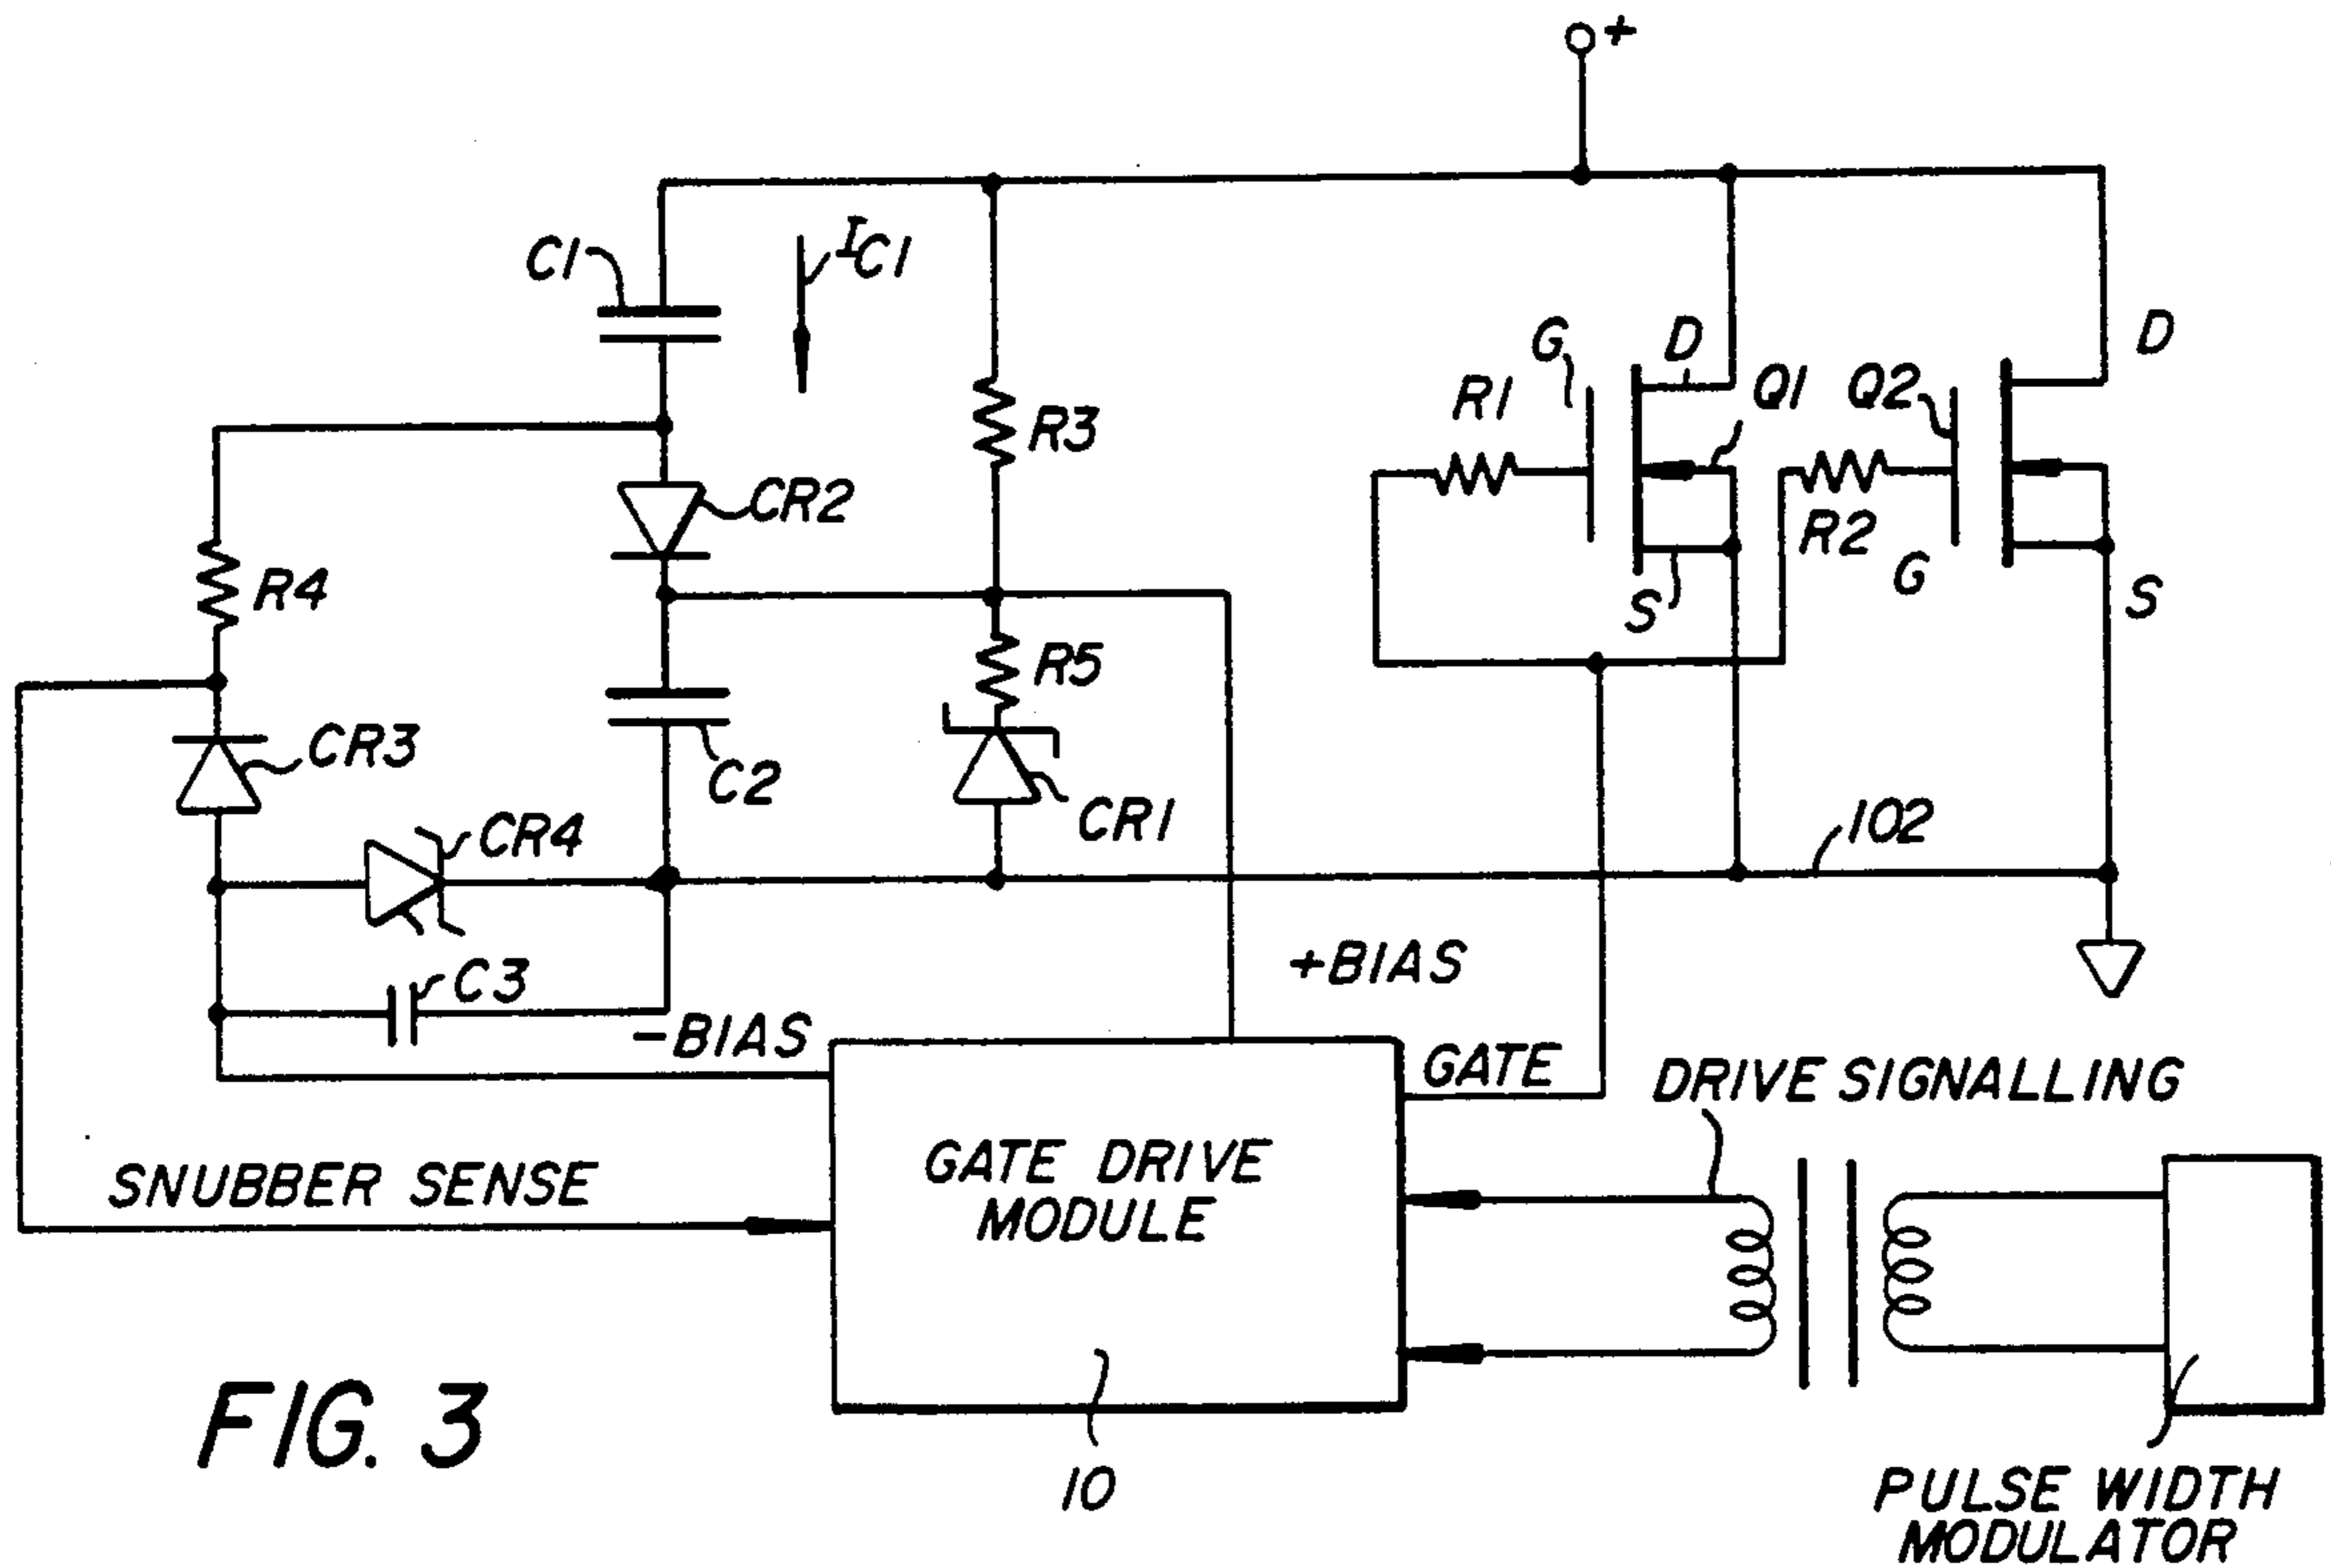 +
C1
IC1
G
D
Q1
Q2
D
R1
R3
CR2
R2
G
S
S
R4
R5
CR3
C2
CR1
CR4
102
C3
+BIAS
-BIAS
GATE
DRIVE SIGNALLING
GATE DRIVE
MODULE
SNUBBER SENSE
FIG. 3
10
PULSE WIDTH
MODULATOR